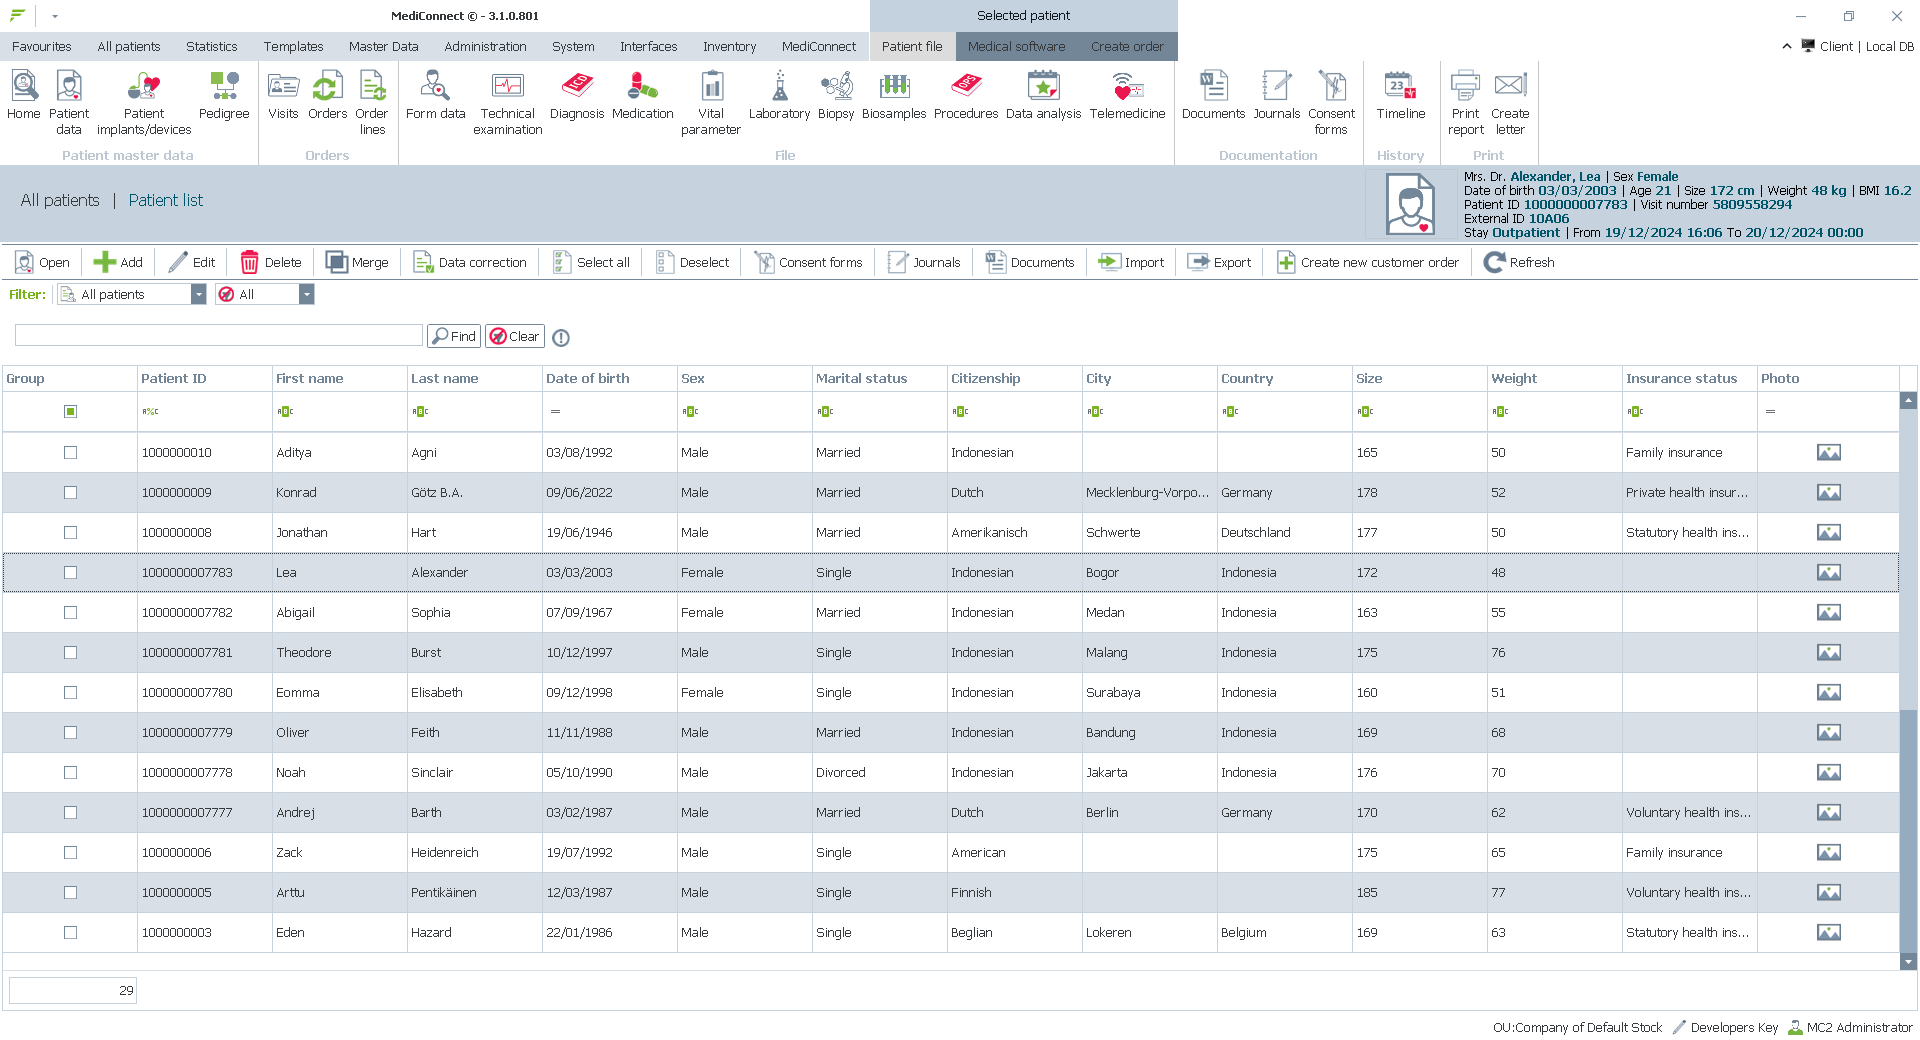 MediConnect © - 3.1.0.801
Selected patient
Favourites All patients Statistics Templates Master Data Administration System Interfaces Inventory MediConnect Patient file Medical software Create order Client | Local DB
Home Patient data Patient implants/devices Pedigree Visits Orders Order lines Form data Technical examination Diagnosis Medication Vital parameter Laboratory Biopsy Biosamples Procedures Data analysis Telemedicine Documents Journals Consent forms Timeline Print report Create letter
Patient master data Orders File Documentation History Print
All patients | Patient list
Mrs. Dr. Alexander, Lea | Sex Female
Date of birth 03/03/2003 | Age 21 | Size 172 cm | Weight 48 kg | BMI 16.2
Patient ID 1000000007783 | Visit number 5809558294
External ID 10A06
Stay Outpatient | From 19/12/2024 16:06 To 20/12/2024 00:00
Open Add Edit Delete Merge Data correction Select all Deselect Consent forms Journals Documents Import Export Create new customer order Refresh
Filter: All patients All
Find Clear
Group Patient ID First name Last name Date of birth Sex Marital status Citizenship City Country Size Weight Insurance status Photo
1000000010 Aditya Agni 03/08/1992 Male Married Indonesian 165 50 Family insurance
1000000009 Konrad Götz B.A. 09/06/2022 Male Married Dutch Mecklenburg-Vorpo... Germany 178 52 Private health insur...
1000000008 Jonathan Hart 19/06/1946 Male Married Amerikanisch Schwerte Deutschland 177 50 Statutory health ins...
1000000007783 Lea Alexander 03/03/2003 Female Single Indonesian Bogor Indonesia 172 48
1000000007782 Abigail Sophia 07/09/1967 Female Married Indonesian Medan Indonesia 163 55
1000000007781 Theodore Burst 10/12/1997 Male Single Indonesian Malang Indonesia 175 76
1000000007780 Eomma Elisabeth 09/12/1998 Female Single Indonesian Surabaya Indonesia 160 51
1000000007779 Oliver Feith 11/11/1988 Male Married Indonesian Bandung Indonesia 169 68
1000000007778 Noah Sinclair 05/10/1990 Male Divorced Indonesian Jakarta Indonesia 176 70
1000000007777 Andrej Barth 03/02/1987 Male Married Dutch Berlin Germany 170 62 Voluntary health ins...
1000000006 Zack Heidenreich 19/07/1992 Male Single American 175 65 Family insurance
1000000005 Arttu Pentikäinen 12/03/1987 Male Single Finnish 185 77 Voluntary health ins...
1000000003 Eden Hazard 22/01/1986 Male Single Beglian Lokeren Belgium 169 63 Statutory health ins...
29
OU:Company of Default Stock Developers Key MC2 Administrator